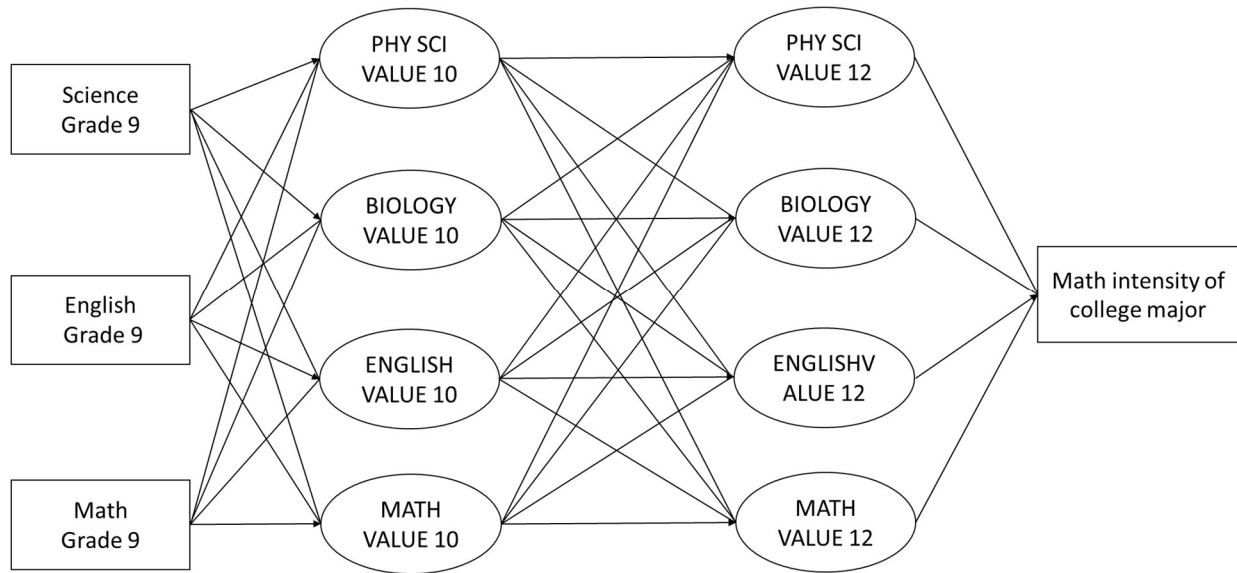 Science
Grade 9
English
Grade 9
Math
Grade 9
PHY SCI
VALUE 10
BIOLOGY
VALUE 10
ENGLISH
VALUE 10
MATH
VALUE 10
PHY SCI
VALUE 12
BIOLOGY
VALUE 12
ENGLISHV
ALUE 12
MATH
VALUE 12
Math intensity of
college major